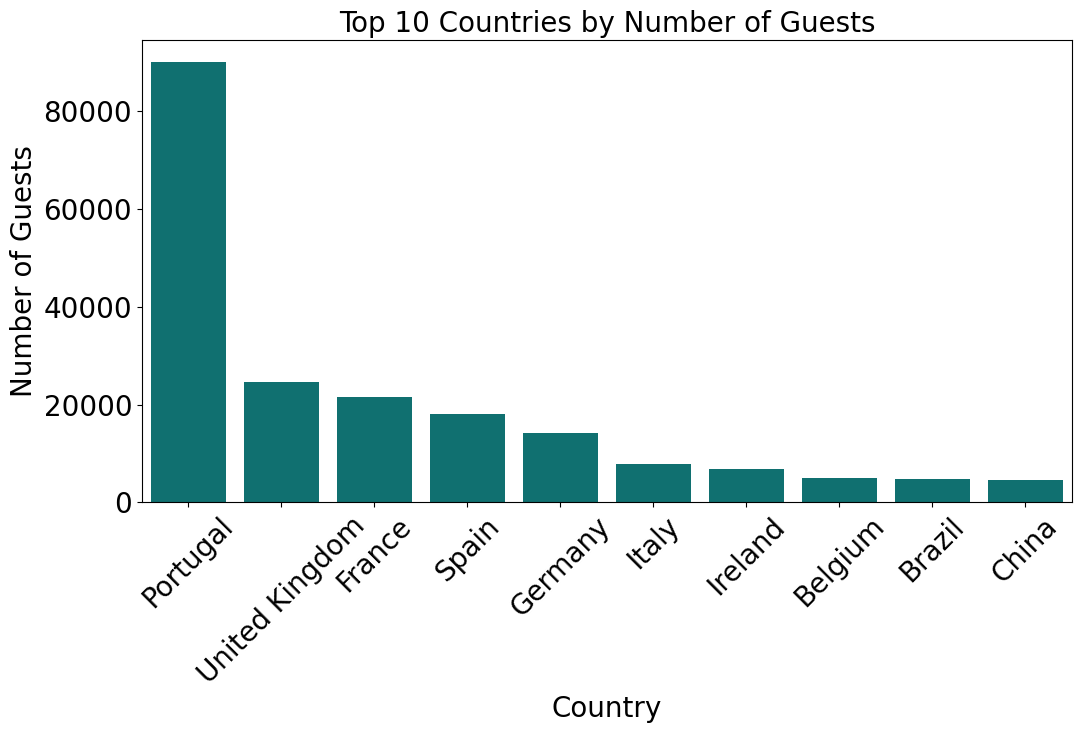 Top 10 Countries by Number of Guests
Number of Guests
80000
60000
40000
20000
0
Portugal
United Kingdom
France
Spain
Germany
Italy
Ireland
Belgium
Brazil
China
Country